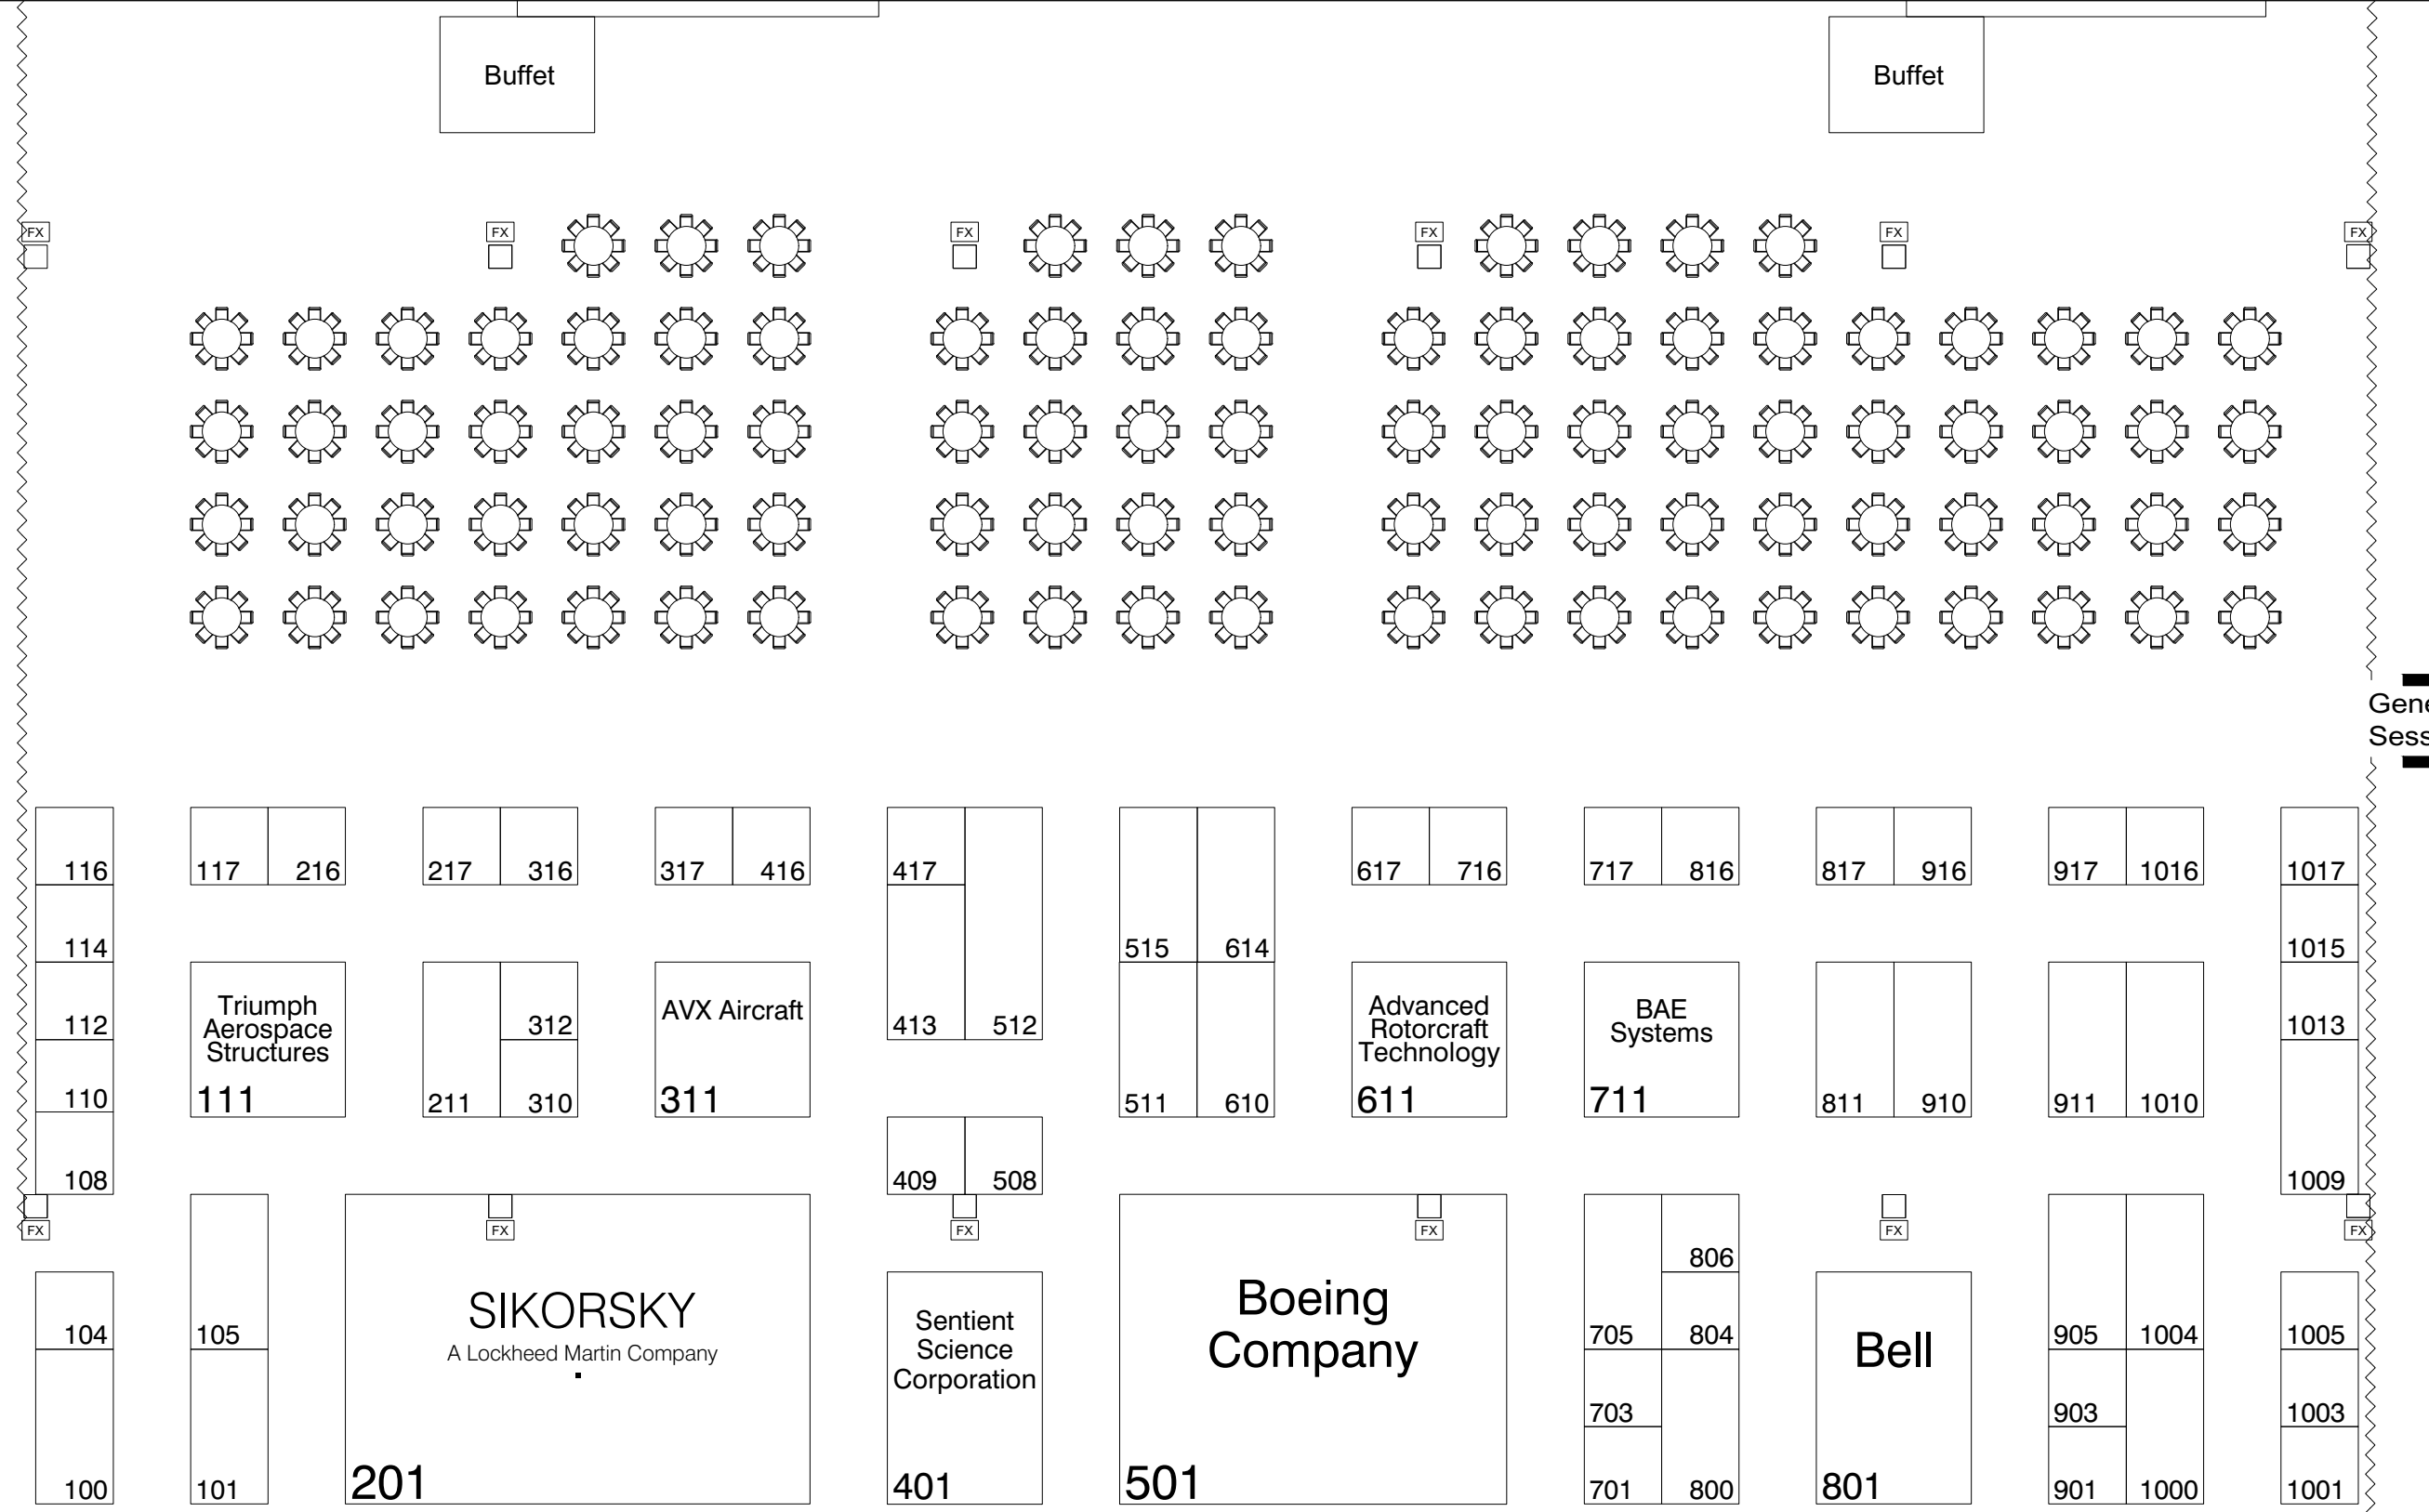 Buffet Buffet
FX FX FX FX FX FX
Gene
Sess
116 117 216 217 316 317 416 417 617 716 717 816 817 916 917 1016 1017
114 515 614 1015
Triumph
Aerospace
Structures
111
AVX Aircraft
311
Advanced
Rotorcraft
Technology
611
BAE
Systems
711
112 312 413 512 1013
110 211 310 511 610 811 910 911 1010
108 409 508 1009
FX FX FX FX FX FX
806
SIKORSKY
A Lockheed Martin Company
201
Sentient
Science
Corporation
401
Boeing
Company
501
Bell
801
104 105 705 804 905 1004 1005
703 903 1003
100 101 701 800 901 1000 1001